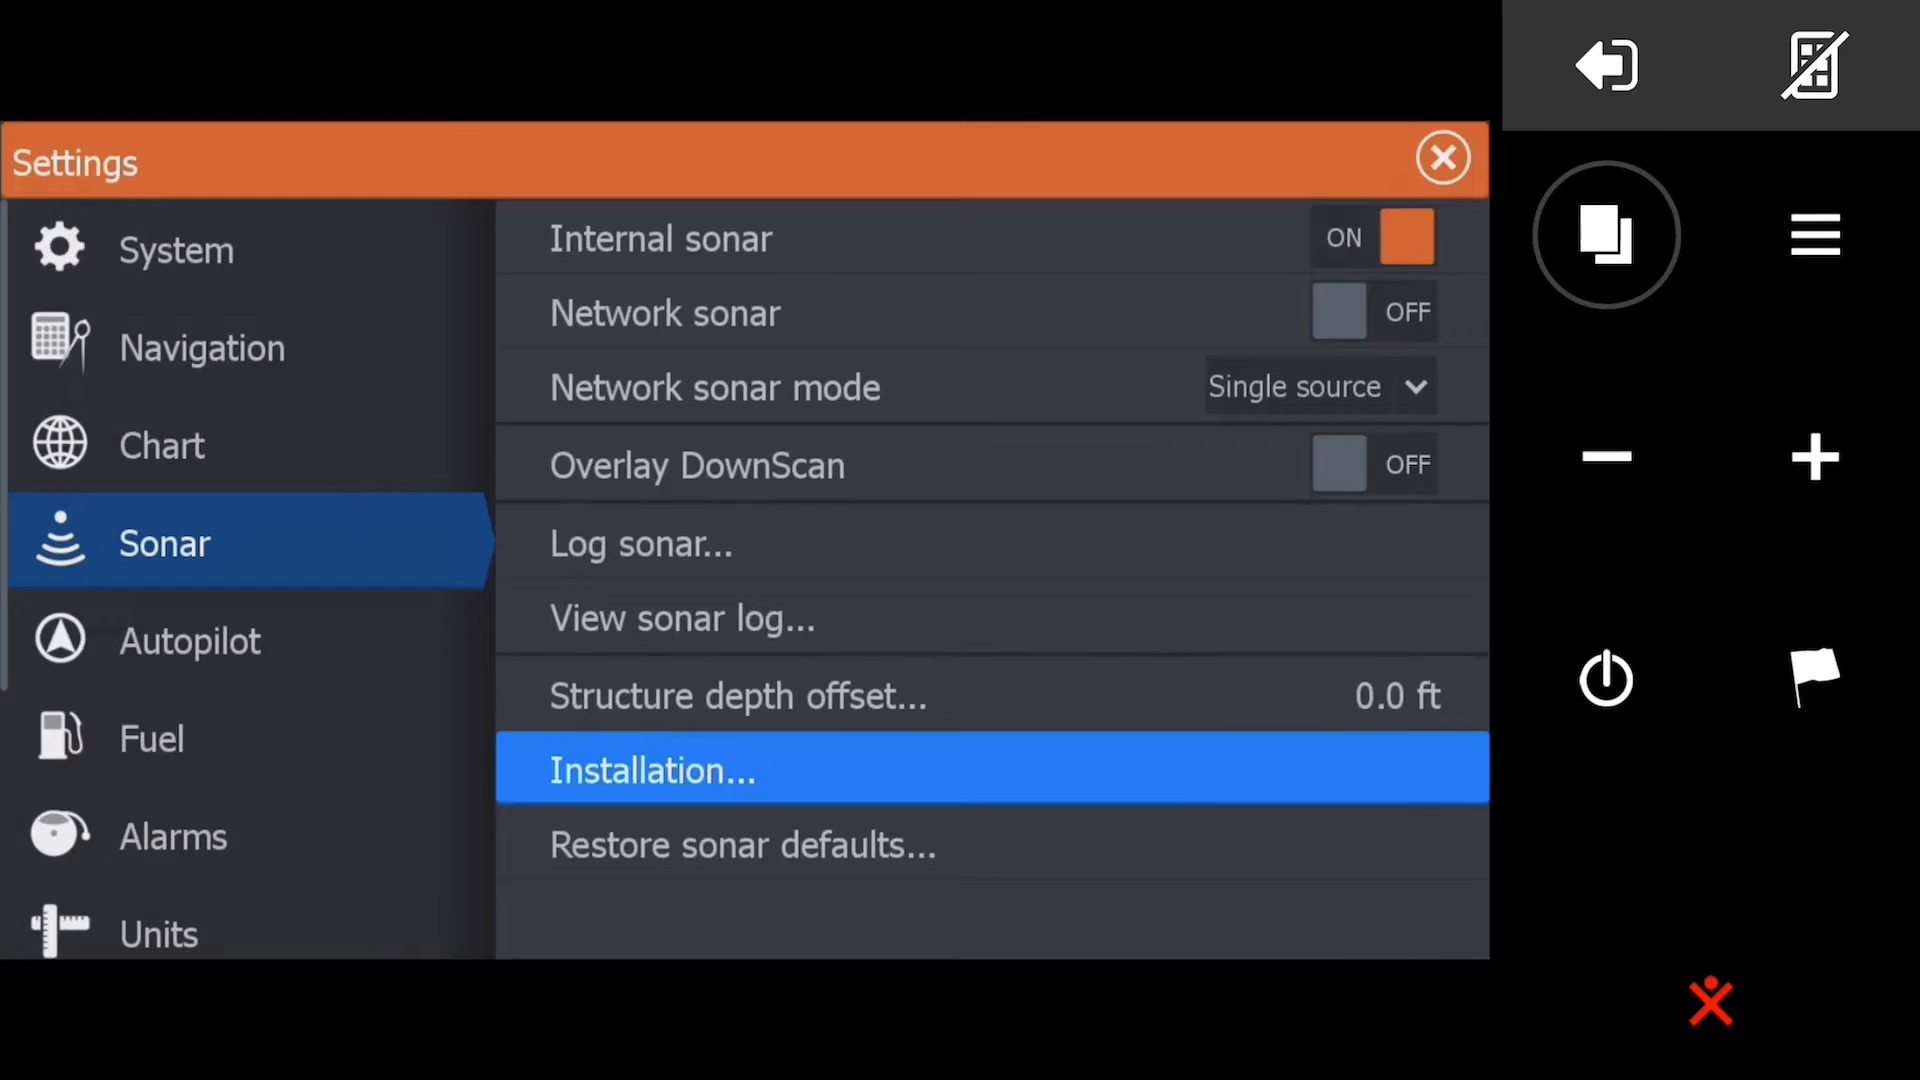 Settings
System
Navigation
Chart
Sonar
Autopilot
Fuel
Alarms
Units
Internal sonar ON
Network sonar OFF
Network sonar mode Single source
Overlay DownScan OFF
Log sonar...
View sonar log...
Structure depth offset... 0.0 ft
Installation...
Restore sonar defaults...